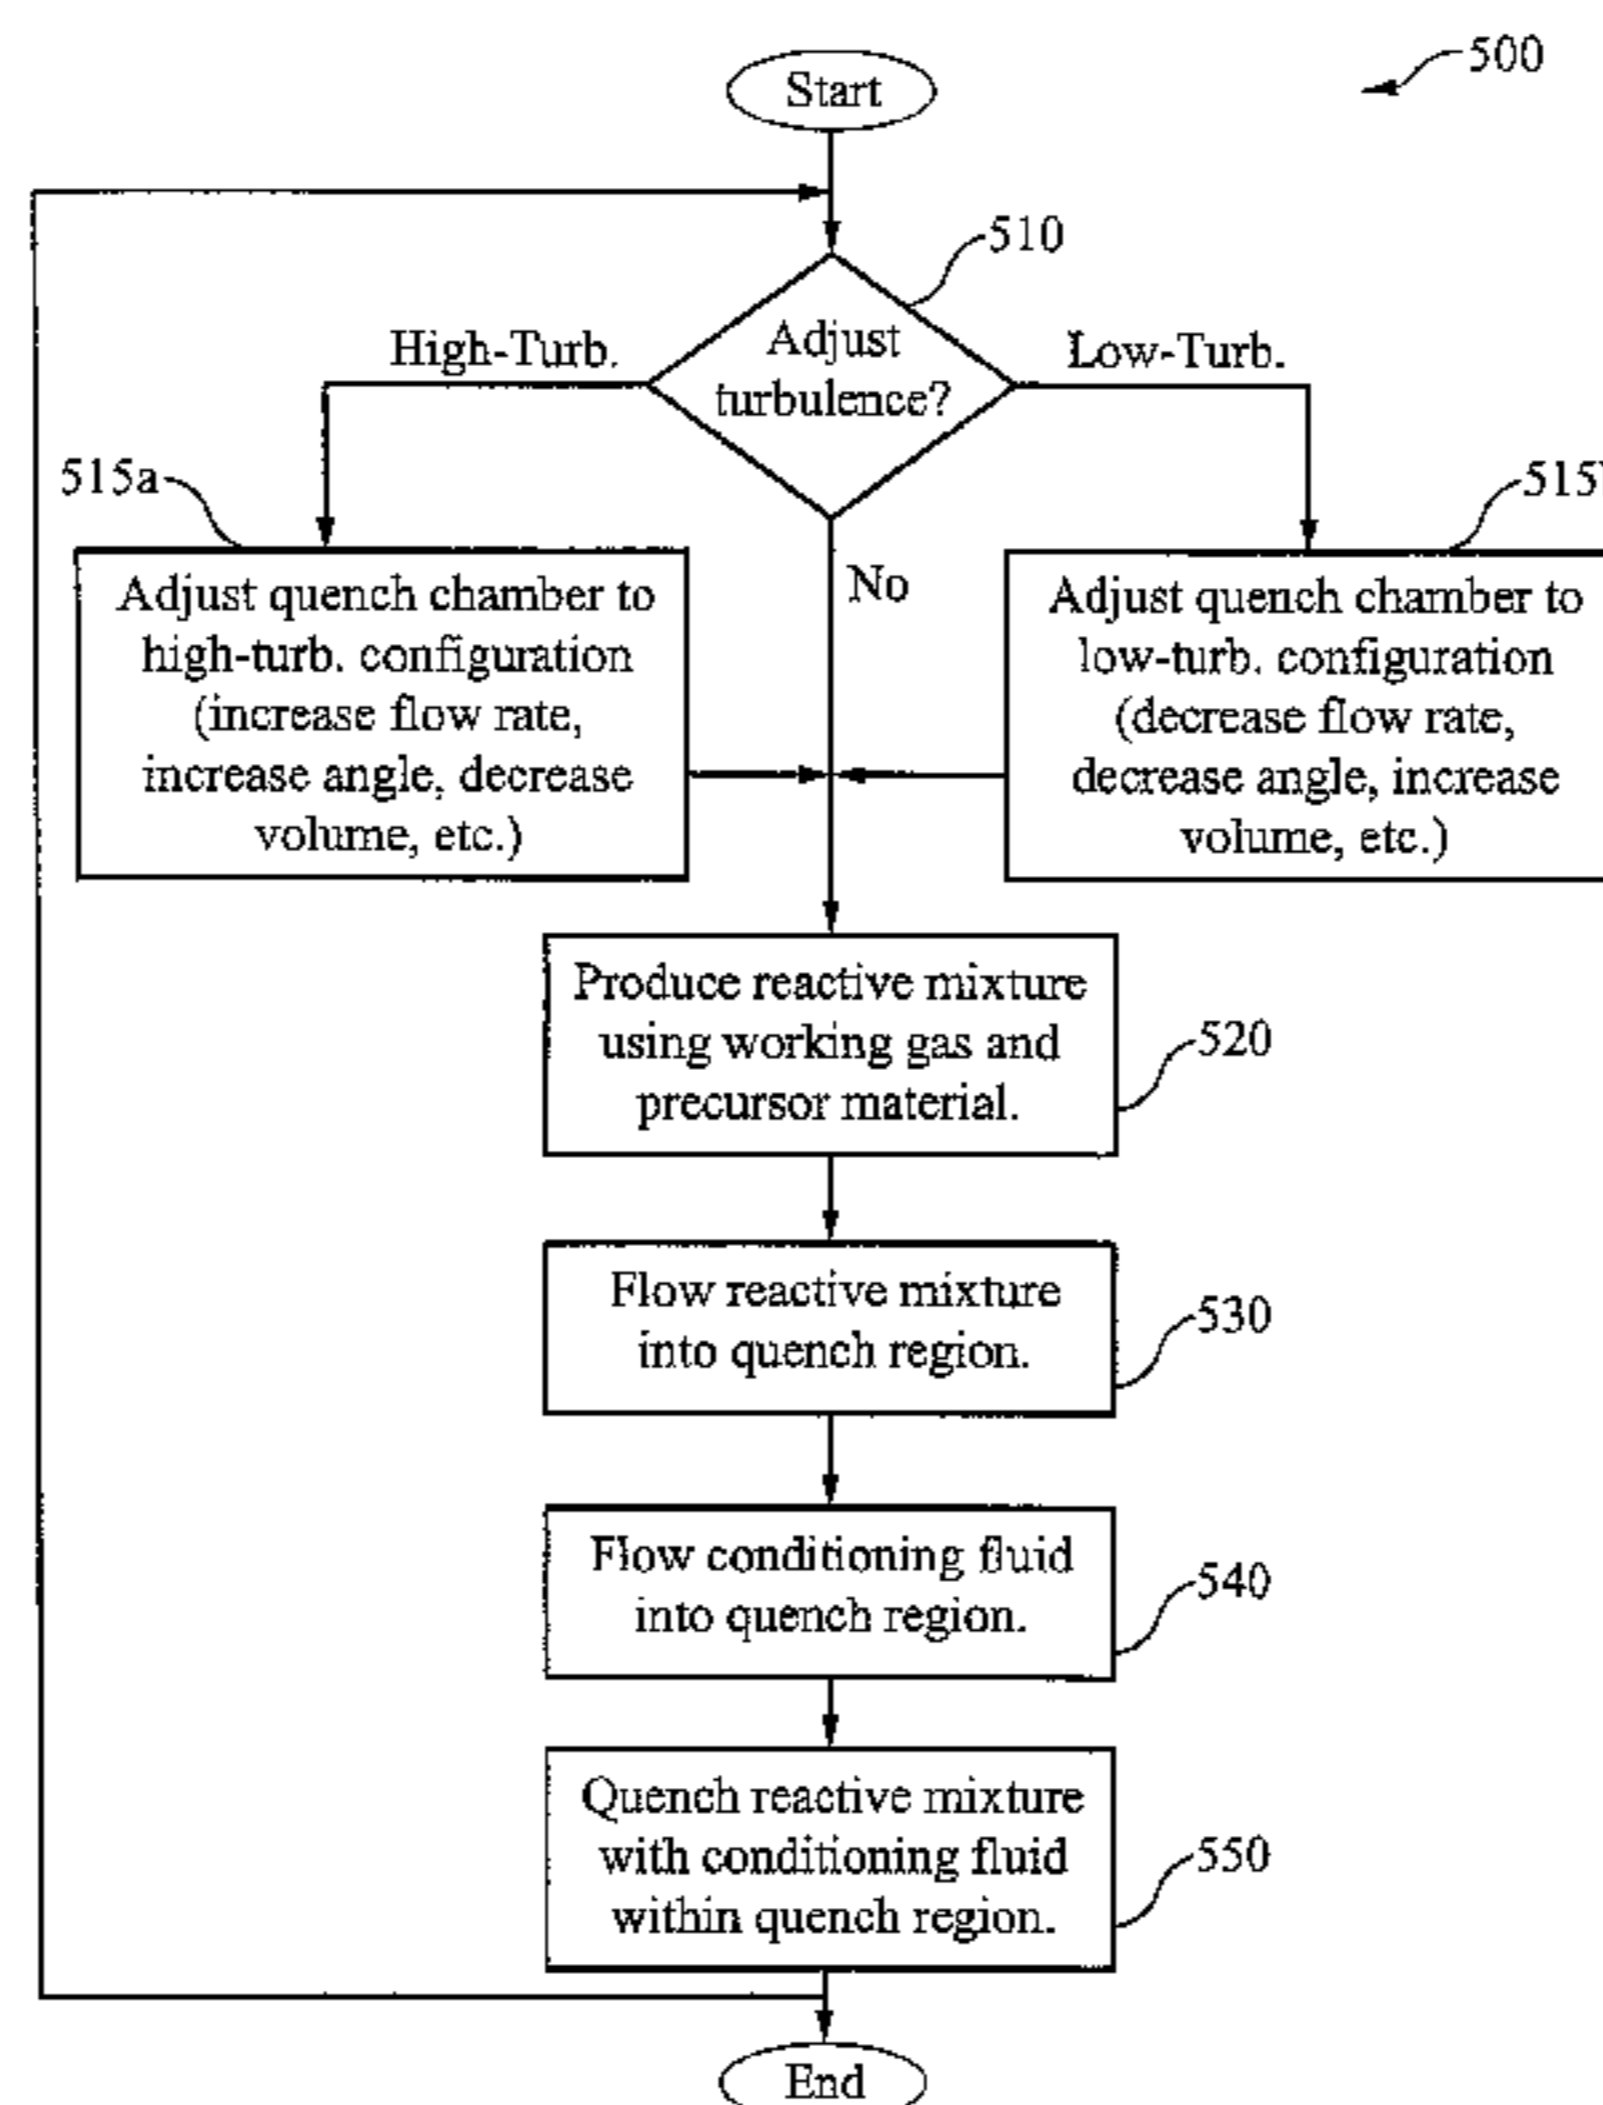 500
Start
510
Adjust
turbulence?
High-Turb.
Low-Turb.
515a
Adjust quench chamber to
high-turb. configuration
(increase flow rate,
increase angle, decrease
volume, etc.)
No
515
Adjust quench chamber to
low-turb. configuration
(decrease flow rate,
decrease angle, increase
volume, etc.)
Produce reactive mixture
using working gas and
precursor material.
520
Flow reactive mixture
into quench region.
530
Flow conditioning fluid
into quench region.
540
Quench reactive mixture
with conditioning fluid
within quench region.
550
End